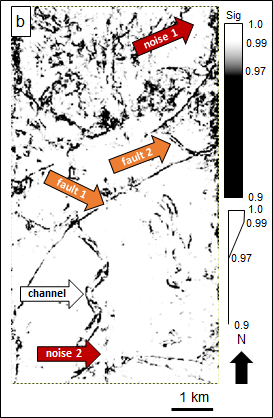 b
noise 1
fault 2
fault 1
channel
noise 2
Sig
1.0
0.99
0.97
0.9
1.0
0.99
0.97
0.9
N
1 km